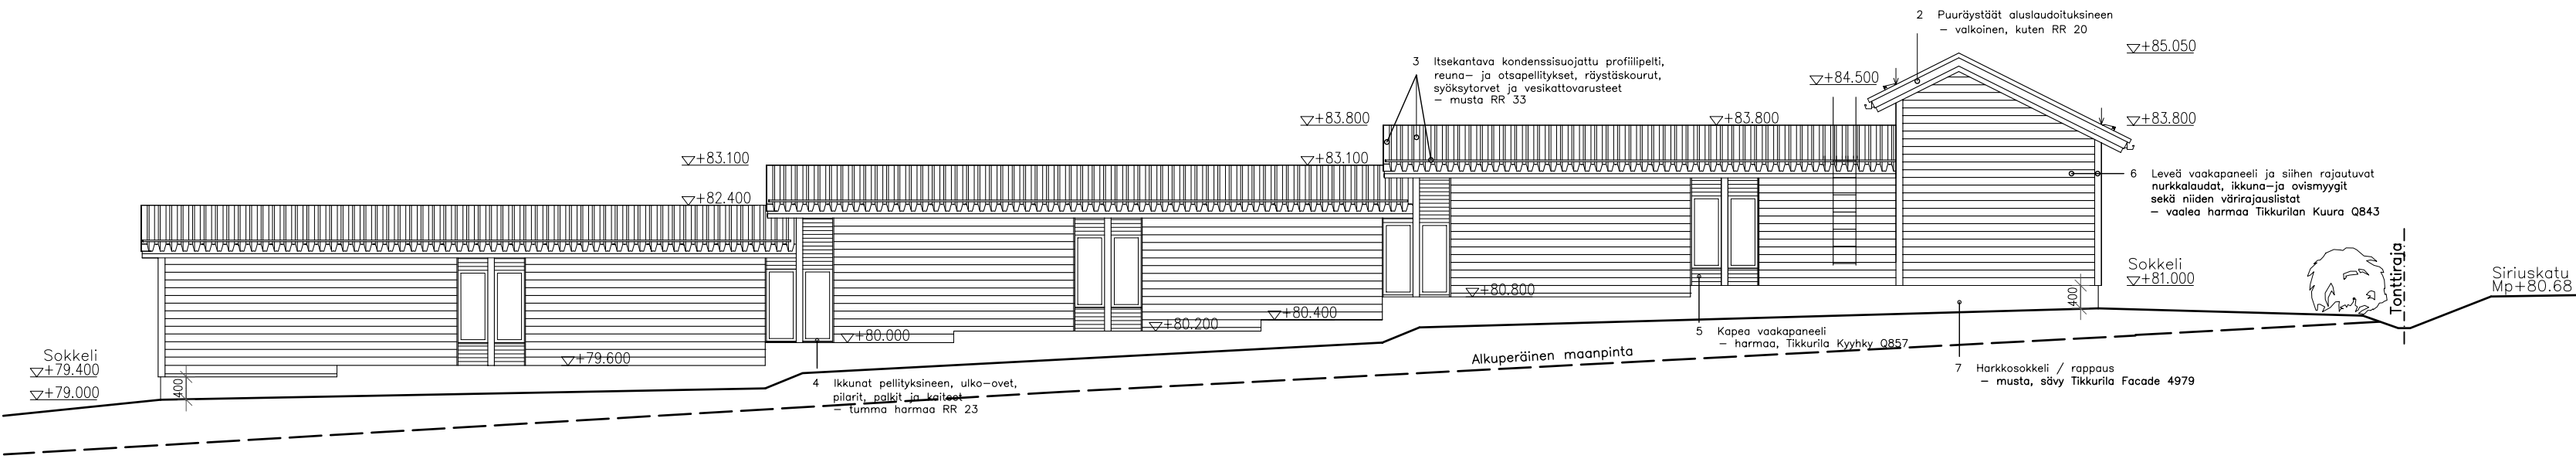 2 Puuräystäät aluslaudoituksineen
– valkoinen, kuten RR 20
+85.050
3 Itsekantava kondenssisuojattu profiilipelti,
reuna– ja otsapellitykset, räystäskourut,
syöksytorvet ja vesikattovarusteet
– musta RR 33
+84.500
+83.800
+83.800
+83.800
+83.100
+83.100
6 Leveä vaakapaneeli ja siihen rajautuvat
nurkkalaudat, ikkuna–ja ovismyygit
sekä niiden värirajauslistat
– vaalea harmaa Tikkurilan Kuura Q843
+82.400
Tonttiraja
Sokkeli
+81.000
400
Siriuskatu
Mp+80.68
+80.800
+80.400
+80.200
+80.000
5 Kapea vaakapaneeli
– harmaa, Tikkurila Kyyhky Q857
Alkuperäinen maanpinta
+79.600
Sokkeli
+79.400
+79.000
400
7 Harkkosokkeli / rappaus
– musta, sävy Tikkurila Facade 4979
4 Ikkunat pellityksineen, ulko–ovet,
pilarit, palkit ja kaiteet
– tumma harmaa RR 23